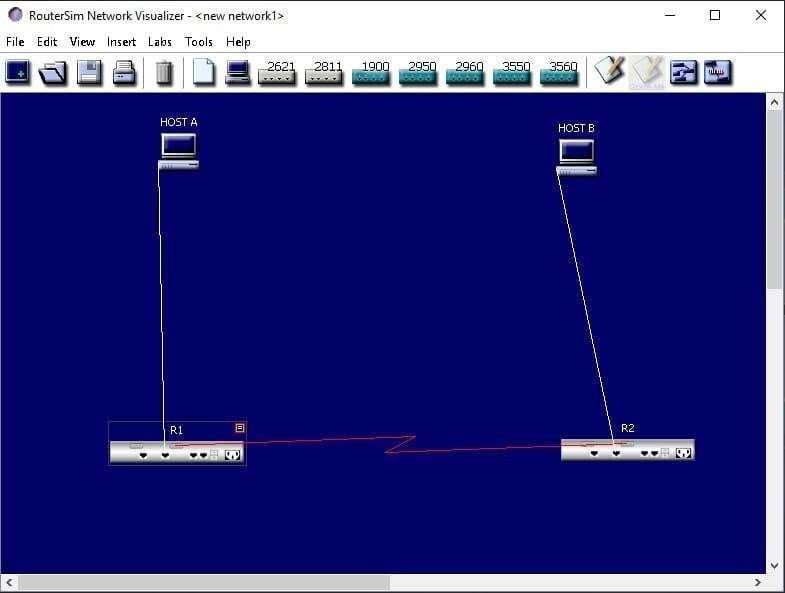 RouterSim Network Visualizer - <new network1>
File Edit View Insert Labs Tools Help
2621 2811 1900 2950 2960 3550 3560
HOST A
HOST B
R1
R2